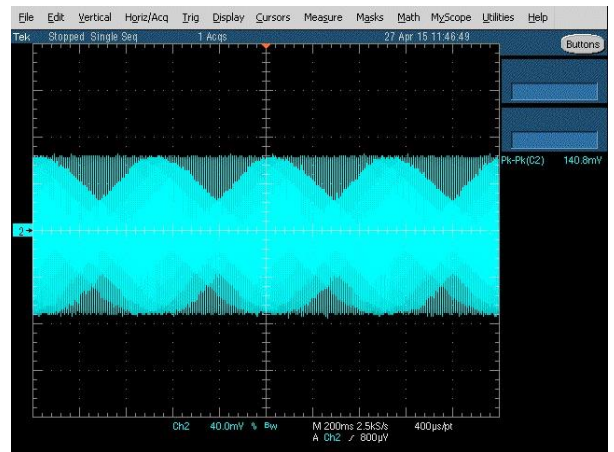 File Edit Vertical Horiz/Acq Trig Display Cursors Measure Masks Math MyScope Utilities Help
Tek Stopped Single Seq 1 Acqs 27 Apr 15 11:46:49
Buttons
Pk-Pk(C2) 140.8mV
2
Ch2 40.0mV % Bw M 200ms 2.5kS/s 400µs/pt
A Ch2 ∕ 800µV